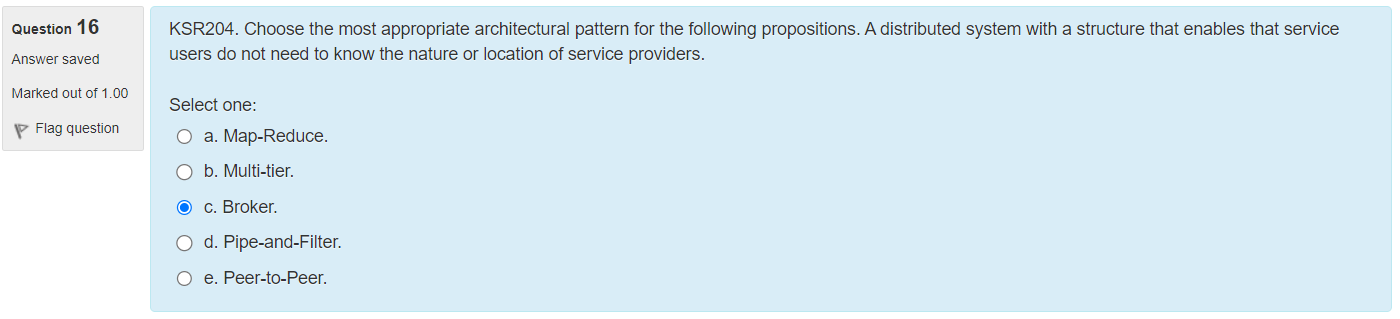 Question 16
Answer saved
Marked out of 1.00
Flag question
KSR204. Choose the most appropriate architectural pattern for the following propositions. A distributed system with a structure that enables that service
users do not need to know the nature or location of service providers.
Select one:
a. Map-Reduce.
b. Multi-tier.
c. Broker.
d. Pipe-and-Filter.
e. Peer-to-Peer.